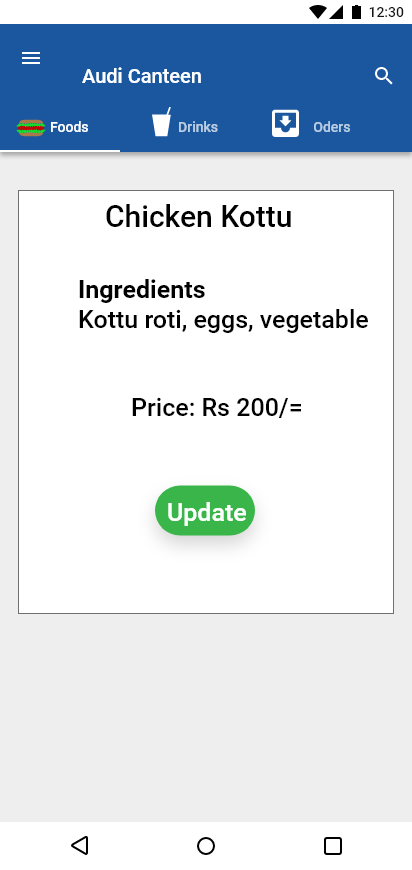 12:30
Audi Canteen
Foods
Drinks
Oders
Chicken Kottu
Ingredients
Kottu roti, eggs, vegetable
Price: Rs 200/=
Update